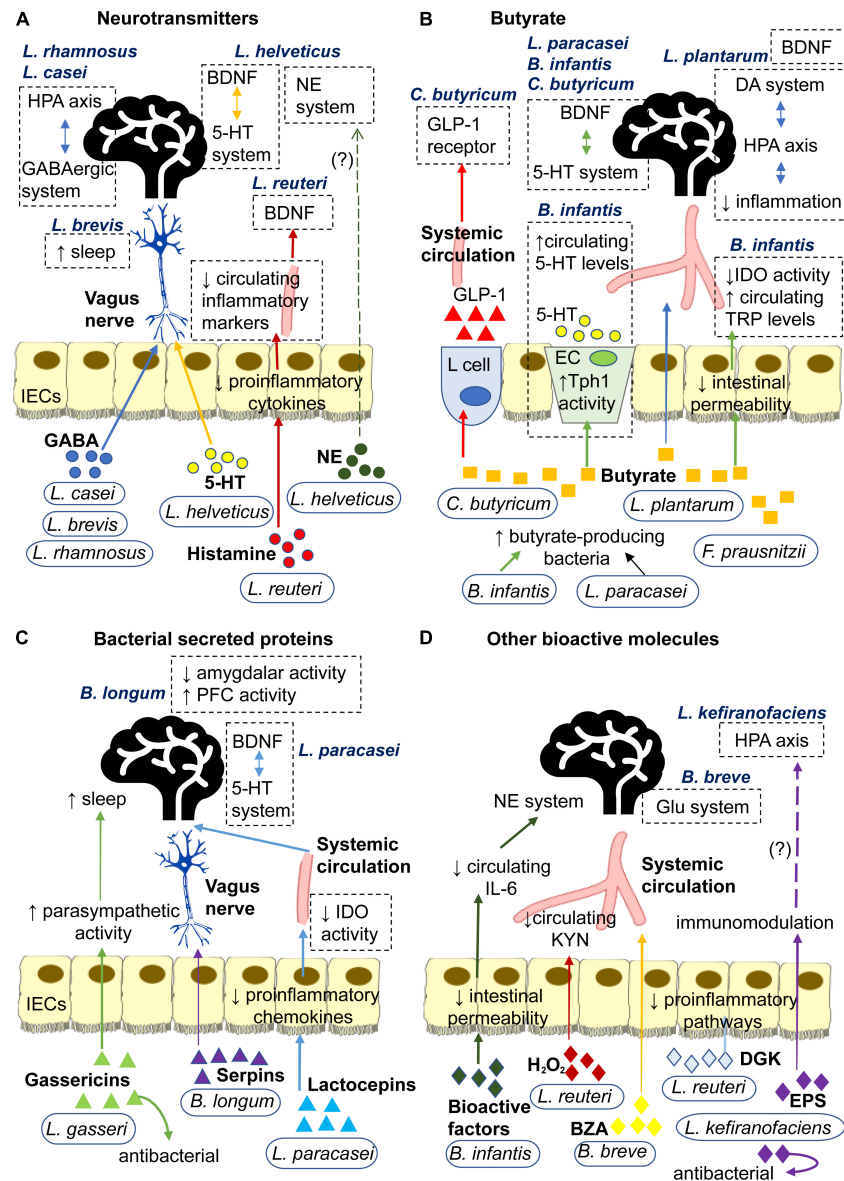 A Neurotransmitters
L. rhamnosus
L. casei
HPA axis
GABAergic
system
L. helveticus
BDNF
5-HT
system
NE
system
(?)
L. reuteri
BDNF
L. brevis
↑ sleep
Vagus
nerve
↓ circulating
inflammatory
markers
IECs
↓ proinflammatory
cytokines
GABA
L. casei
L. brevis
L. rhamnosus
5-HT
L. helveticus
NE
L. helveticus
Histamine
L. reuteri
B Butyrate
L. paracasei
B. infantis
C. butyricum
BDNF
5-HT system
L. plantarum
BDNF
DA system
HPA axis
↓ inflammation
C. butyricum
GLP-1
receptor
Systemic
circulation
GLP-1
L cell
B. infantis
↑circulating
5-HT levels
5-HT
EC
↑Tph1
activity
B. infantis
↓IDO activity
↑ circulating
TRP levels
↓ intestinal
permeability
Butyrate
C. butyricum
L. plantarum
F. prausnitzii
↑ butyrate-producing
bacteria
B. infantis
L. paracasei
C Bacterial secreted proteins
B. longum
↓ amygdalar activity
↑ PFC activity
BDNF
5-HT
system
L. paracasei
↑ sleep
Systemic
circulation
Vagus
nerve
↑ parasympathetic
activity
↓ IDO
activity
IECs
↓ proinflammatory
chemokines
Gassericins
L. gasseri
antibacterial
Serpins
B. longum
Lactocepins
L. paracasei
D Other bioactive molecules
L. kefiranofaciens
HPA axis
B. breve
Glu system
NE system
(?)
Systemic
circulation
↓ circulating
IL-6
↓circulating
KYN
immunomodulation
↓ intestinal
permeability
↓ proinflammatory
pathways
Bioactive
factors
B. infantis
H₂O₂
L. reuteri
BZA
B. breve
DGK
L. reuteri
EPS
L. kefiranofaciens
antibacterial